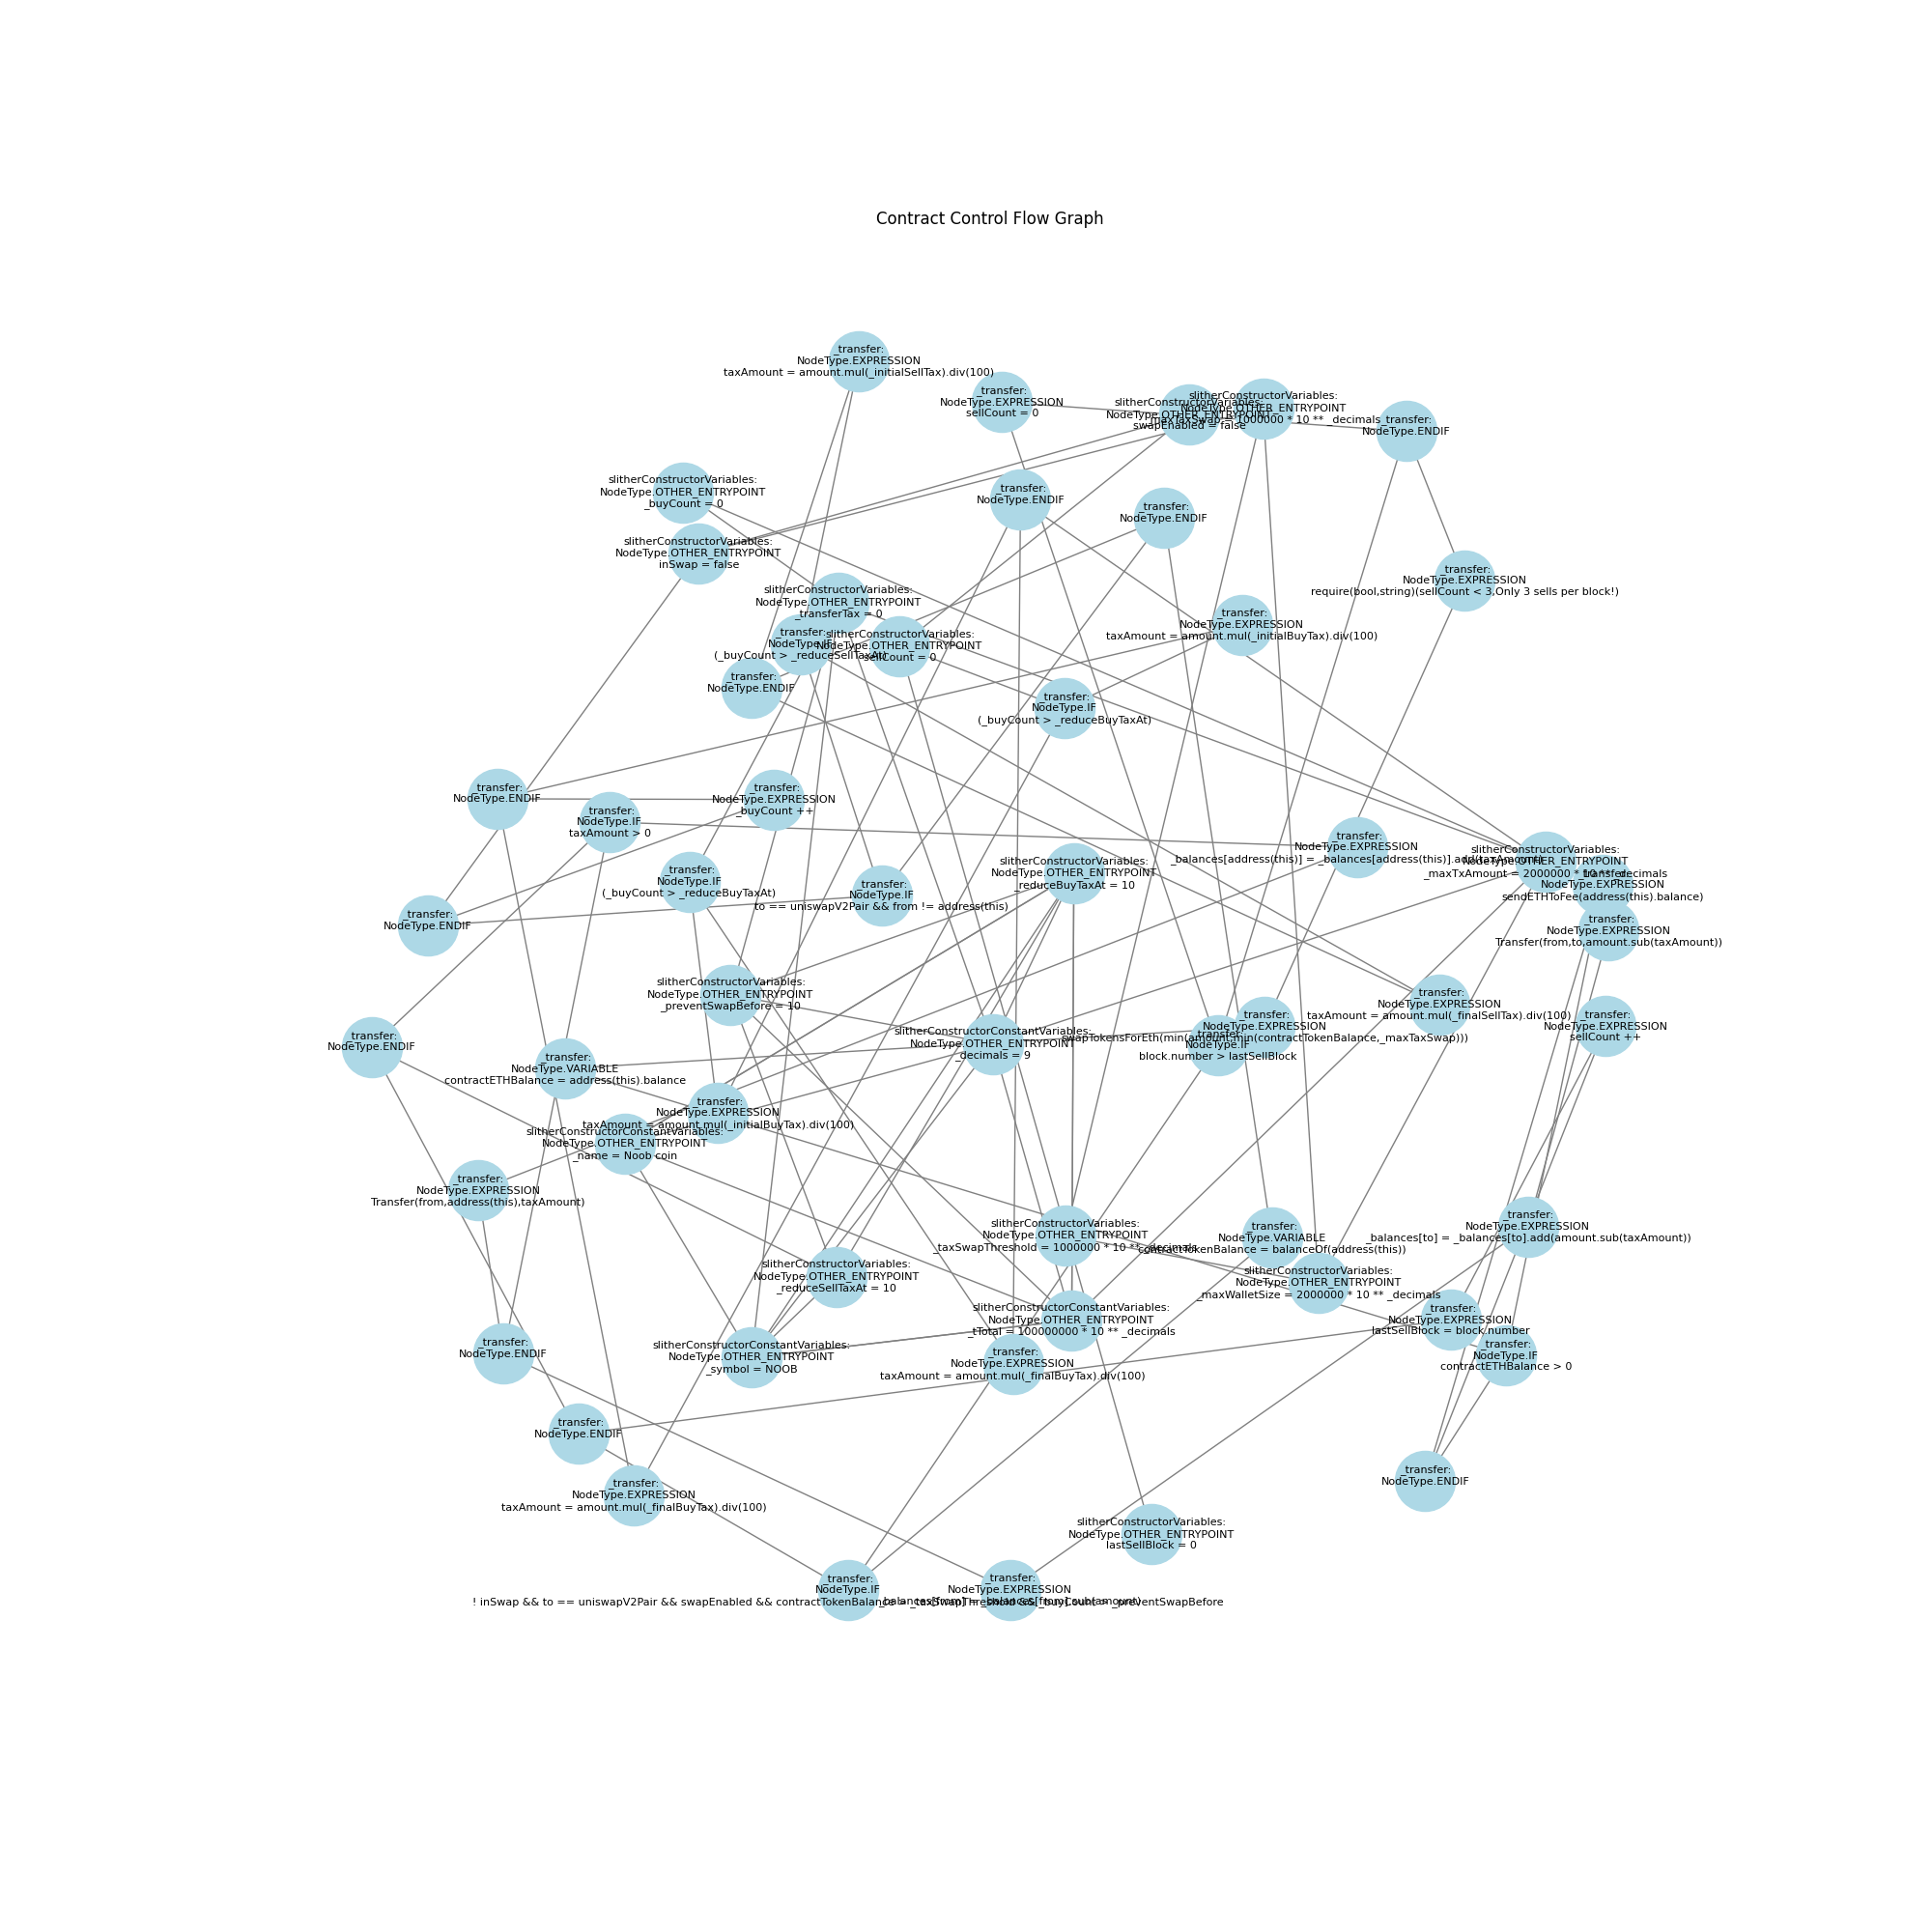 Contract Control Flow Graph
_transfer:
NodeType.EXPRESSION
taxAmount = amount.mul(_initialSellTax).div(100)
_transfer:
NodeType.EXPRESSION
sellCount = 0
slitherConstructorVariables:
NodeType.OTHER_ENTRYPOINT
swapEnabled = false
slitherConstructorVariables:
NodeType.OTHER_ENTRYPOINT
_maxTaxSwap = 1000000 * 10 ** _decimals
_transfer:
NodeType.ENDIF
slitherConstructorVariables:
NodeType.OTHER_ENTRYPOINT
_buyCount = 0
_transfer:
NodeType.ENDIF
_transfer:
NodeType.ENDIF
slitherConstructorVariables:
NodeType.OTHER_ENTRYPOINT
inSwap = false
_transfer:
NodeType.EXPRESSION
require(bool,string)(sellCount < 3,Only 3 sells per block!)
slitherConstructorVariables:
NodeType.OTHER_ENTRYPOINT
_transferTax = 0
_transfer:
NodeType.EXPRESSION
taxAmount = amount.mul(_initialBuyTax).div(100)
_transfer:
NodeType.IF
(_buyCount > _reduceSellTaxAt)
slitherConstructorVariables:
NodeType.OTHER_ENTRYPOINT
sellCount = 0
_transfer:
NodeType.ENDIF
_transfer:
NodeType.IF
(_buyCount > _reduceBuyTaxAt)
_transfer:
NodeType.ENDIF
_transfer:
NodeType.EXPRESSION
_buyCount ++
_transfer:
NodeType.IF
taxAmount > 0
_transfer:
NodeType.EXPRESSION
_balances[address(this)] = _balances[address(this)].add(taxAmount)
slitherConstructorVariables:
NodeType.OTHER_ENTRYPOINT
_maxTxAmount = 2000000 * 10 ** _decimals
_transfer:
NodeType.EXPRESSION
sendETHToFee(address(this).balance)
_transfer:
NodeType.IF
(_buyCount > _reduceBuyTaxAt)
_transfer:
NodeType.IF
to == uniswapV2Pair && from != address(this)
slitherConstructorVariables:
NodeType.OTHER_ENTRYPOINT
_reduceBuyTaxAt = 10
_transfer:
NodeType.ENDIF
_transfer:
NodeType.EXPRESSION
Transfer(from,to,amount.sub(taxAmount))
slitherConstructorVariables:
NodeType.OTHER_ENTRYPOINT
_preventSwapBefore = 10
_transfer:
NodeType.EXPRESSION
taxAmount = amount.mul(_finalSellTax).div(100)
_transfer:
NodeType.EXPRESSION
sellCount ++
_transfer:
NodeType.ENDIF
slitherConstructorConstantVariables:
NodeType.OTHER_ENTRYPOINT
_decimals = 9
_transfer:
NodeType.EXPRESSION
swapTokensForEth(min(amount,min(contractTokenBalance,_maxTaxSwap)))
_transfer:
NodeType.IF
block.number > lastSellBlock
_transfer:
NodeType.VARIABLE
contractETHBalance = address(this).balance
_transfer:
NodeType.EXPRESSION
taxAmount = amount.mul(_initialBuyTax).div(100)
slitherConstructorConstantVariables:
NodeType.OTHER_ENTRYPOINT
_name = Noob coin
_transfer:
NodeType.EXPRESSION
Transfer(from,address(this),taxAmount)
slitherConstructorVariables:
NodeType.OTHER_ENTRYPOINT
_taxSwapThreshold = 1000000 * 10 ** _decimals
_transfer:
NodeType.VARIABLE
contractTokenBalance = balanceOf(address(this))
_transfer:
NodeType.EXPRESSION
_balances[to] = _balances[to].add(amount.sub(taxAmount))
slitherConstructorVariables:
NodeType.OTHER_ENTRYPOINT
_reduceSellTaxAt = 10
slitherConstructorVariables:
NodeType.OTHER_ENTRYPOINT
_maxWalletSize = 2000000 * 10 ** _decimals
slitherConstructorConstantVariables:
NodeType.OTHER_ENTRYPOINT
_tTotal = 100000000 * 10 ** _decimals
_transfer:
NodeType.EXPRESSION
lastSellBlock = block.number
_transfer:
NodeType.ENDIF
slitherConstructorConstantVariables:
NodeType.OTHER_ENTRYPOINT
_symbol = NOOB
_transfer:
NodeType.EXPRESSION
taxAmount = amount.mul(_finalBuyTax).div(100)
_transfer:
NodeType.IF
contractETHBalance > 0
_transfer:
NodeType.ENDIF
_transfer:
NodeType.ENDIF
_transfer:
NodeType.EXPRESSION
taxAmount = amount.mul(_finalBuyTax).div(100)
slitherConstructorVariables:
NodeType.OTHER_ENTRYPOINT
lastSellBlock = 0
_transfer:
NodeType.IF
! inSwap && to == uniswapV2Pair && swapEnabled && contractTokenBalance > _taxSwapThreshold && _buyCount > _preventSwapBefore
_transfer:
NodeType.EXPRESSION
_balances[from] = _balances[from].sub(amount)